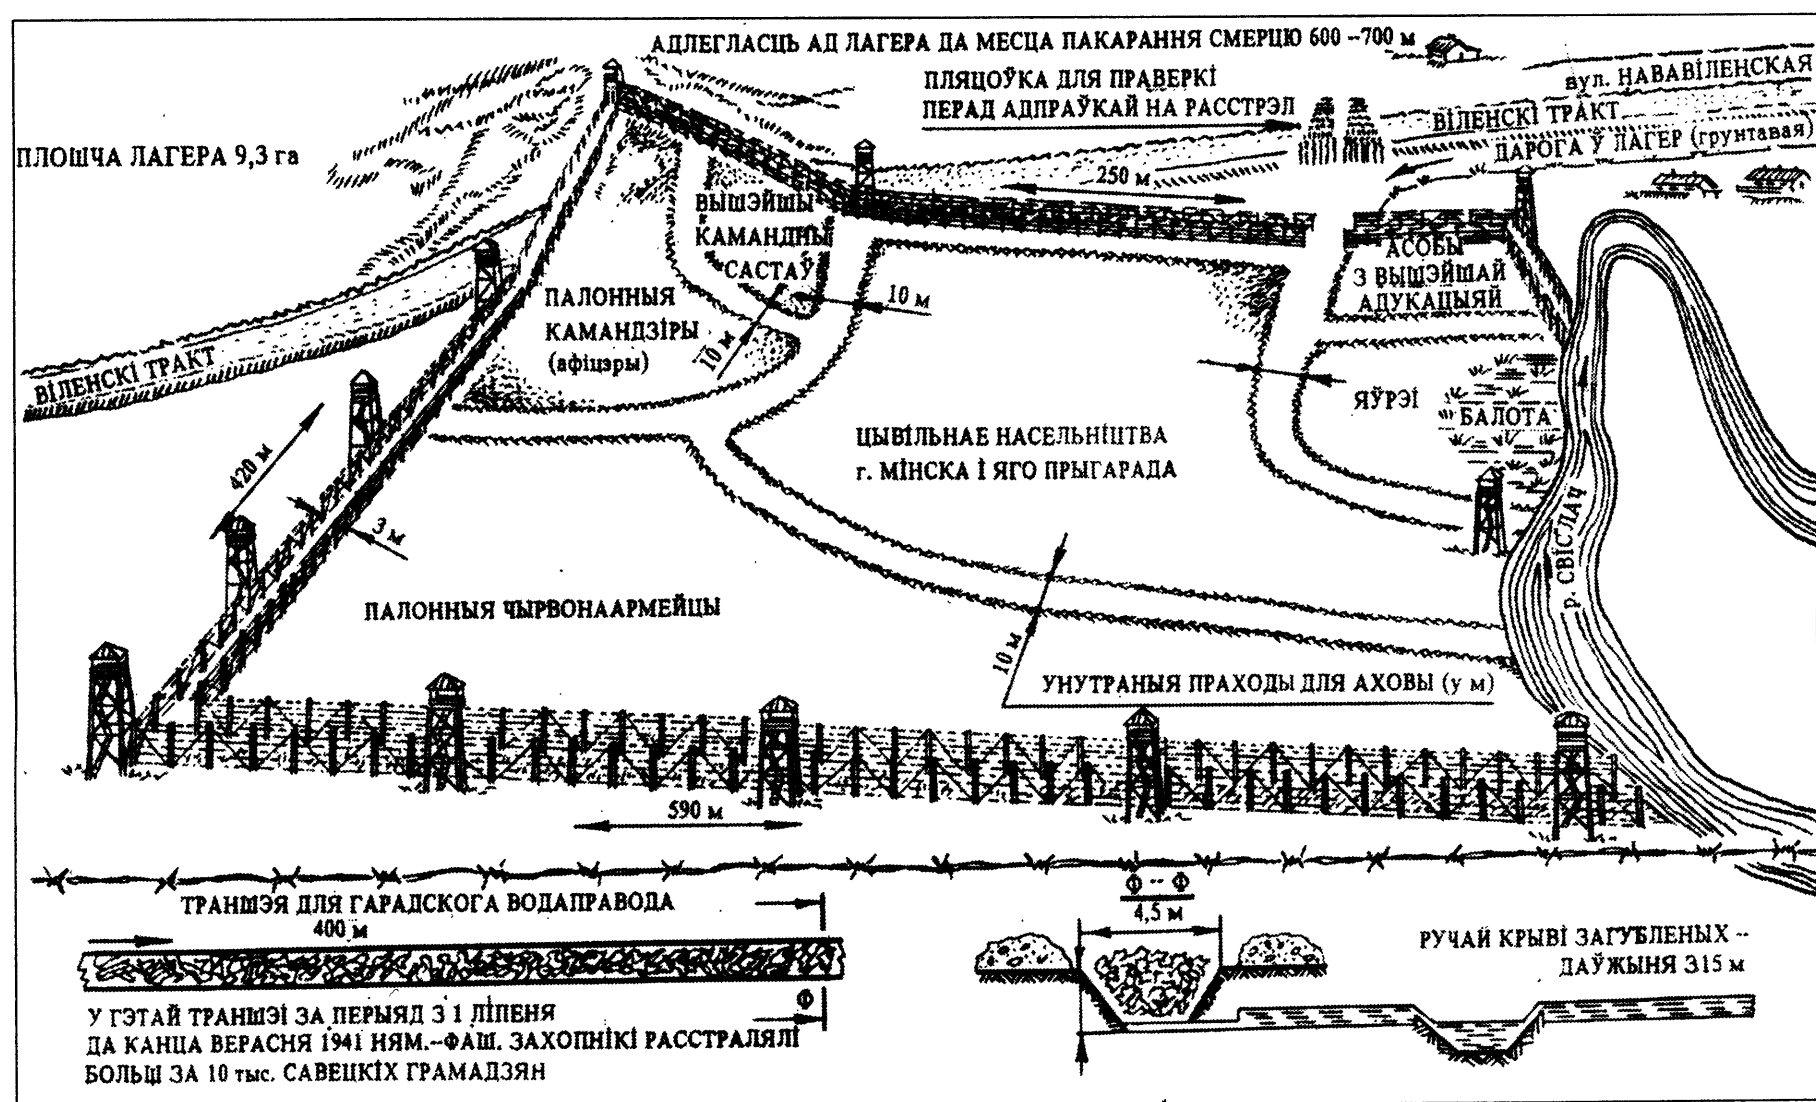 АДЛЕГЛАСЦЬ АД ЛАГЕРА ДА МЕСЦА ПАКАРАННЯ СМЕРЦЮ 600 –700 м
ПЛЯЦОЎКА ДЛЯ ПРАВЕРКІ
ПЕРАД АДПРАЎКАЙ НА РАССТРЭЛ
вул. НАВАВІЛЕНСКАЯ
ВІЛЕНСКІ ТРАКТ
ДАРОГА Ў ЛАГЕР (грунтавая)
ПЛОШЧА ЛАГЕРА 9,3 га
250 м
ВЫШЭЙШЫ
КАМАНДНЫ
САСТАЎ
АСОБЫ
З ВЫШЭЙШАЙ
АДУКАЦЫЯЙ
ПАЛОННЫЯ
КАМАНДЗІРЫ
(афіцэры)
10 м
10 м
ВІЛЕНСКІ ТРАКТ
ЯЎРЭІ
БАЛОТА
ЦЫВІЛЬНАЕ НАСЕЛЬНІЦТВА
г. МІНСКА І ЯГО ПРЫГАРАДА
420 м
3 м
р. СВІСЛАЧ
ПАЛОННЫЯ ЧЫРВОНААРМЕЙЦЫ
10 м
УНУТРАНЫЯ ПРАХОДЫ ДЛЯ АХОВЫ (у м)
590 м
ТРАНШЭЯ ДЛЯ ГАРАДСКОГА ВОДАПРАВОДА
400 м
Ф
Ф -- Ф
4,5 м
РУЧАЙ КРЫВІ ЗАГУБЛЕНЫХ --
ДАЎЖЫНЯ 315 м
У ГЭТАЙ ТРАНШЭІ ЗА ПЕРЫЯД З 1 ЛІПЕНЯ
ДА КАНЦА ВЕРАСНЯ 1941 НЯМ.–ФАШ. ЗАХОПНІКІ РАССТРАЛЯЛІ
БОЛЬШ ЗА 10 тыс. САВЕЦКІХ ГРАМАДЗЯН